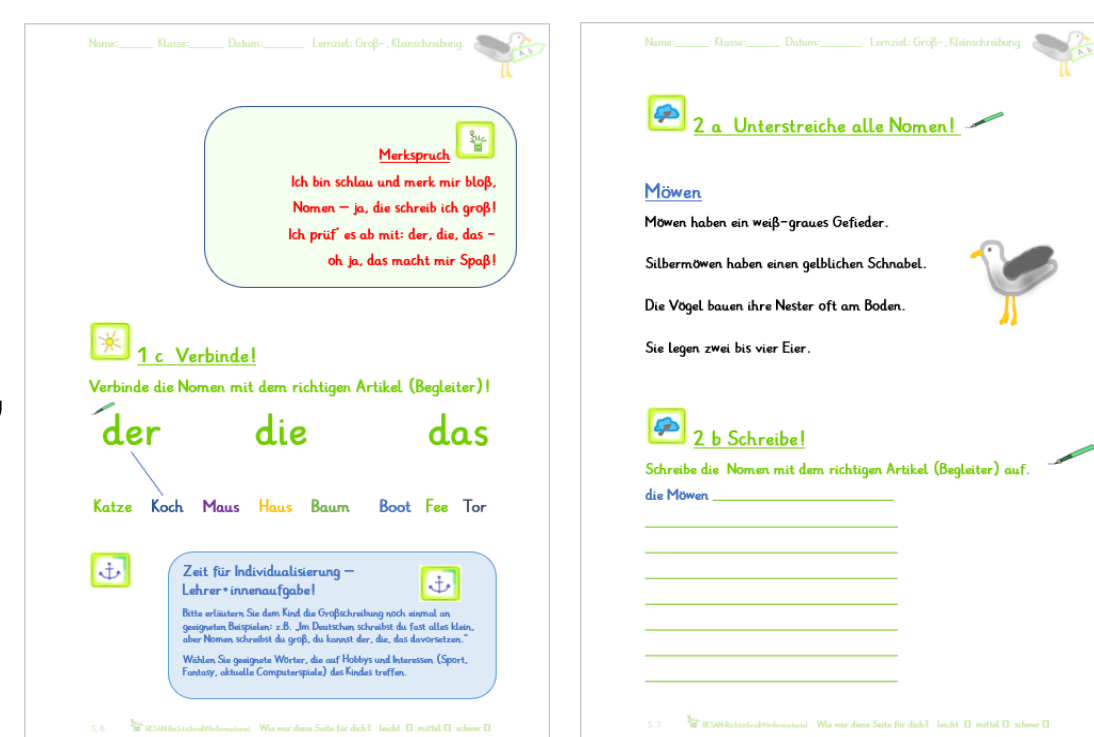 Name:______ Klasse:______ Datum:_______ Lernziel: Groß-, Kleinschreibung
A, b
Merkspruch
Ich bin schlau und merk mir bloß,
Nomen – ja, die schreib ich groß!
Ich prüf' es ab mit: der, die, das –
oh ja, das macht mir Spaß!
1 c Verbinde!
Verbinde die Nomen mit dem richtigen Artikel (Begleiter)!
der die das
Katze Koch Maus Haus Baum Boot Fee Tor
Zeit für Individualisierung –
Lehrer*innenaufgabe!
Bitte erläutern Sie dem Kind die Großschreibung noch einmal an
geeigneten Beispielen: z.B. „Im Deutschen schreibst du fast alles klein,
aber Nomen schreibst du groß, du kannst der, die, das davorsetzen."
Wählen Sie geeignete Wörter, die auf Hobbys und Interessen (Sport,
Fantasy, aktuelle Computerspiele) des Kindes treffen.
S. 6 RESAN Rechtschreibfördermaterial Wie war diese Seite für dich? leicht [] mittel [] schwer []
Name:______ Klasse:______ Datum:_______ Lernziel: Groß-, Kleinschreibung
A, b
2 a Unterstreiche alle Nomen!
Möwen
Möwen haben ein weiß-graues Gefieder.
Silbermöwen haben einen gelblichen Schnabel.
Die Vögel bauen ihre Nester oft am Boden.
Sie legen zwei bis vier Eier.
2 b Schreibe!
Schreibe die Nomen mit dem richtigen Artikel (Begleiter) auf.
die Möwen
S. 7 RESAN Rechtschreibfördermaterial Wie war diese Seite für dich? leicht [] mittel [] schwer []